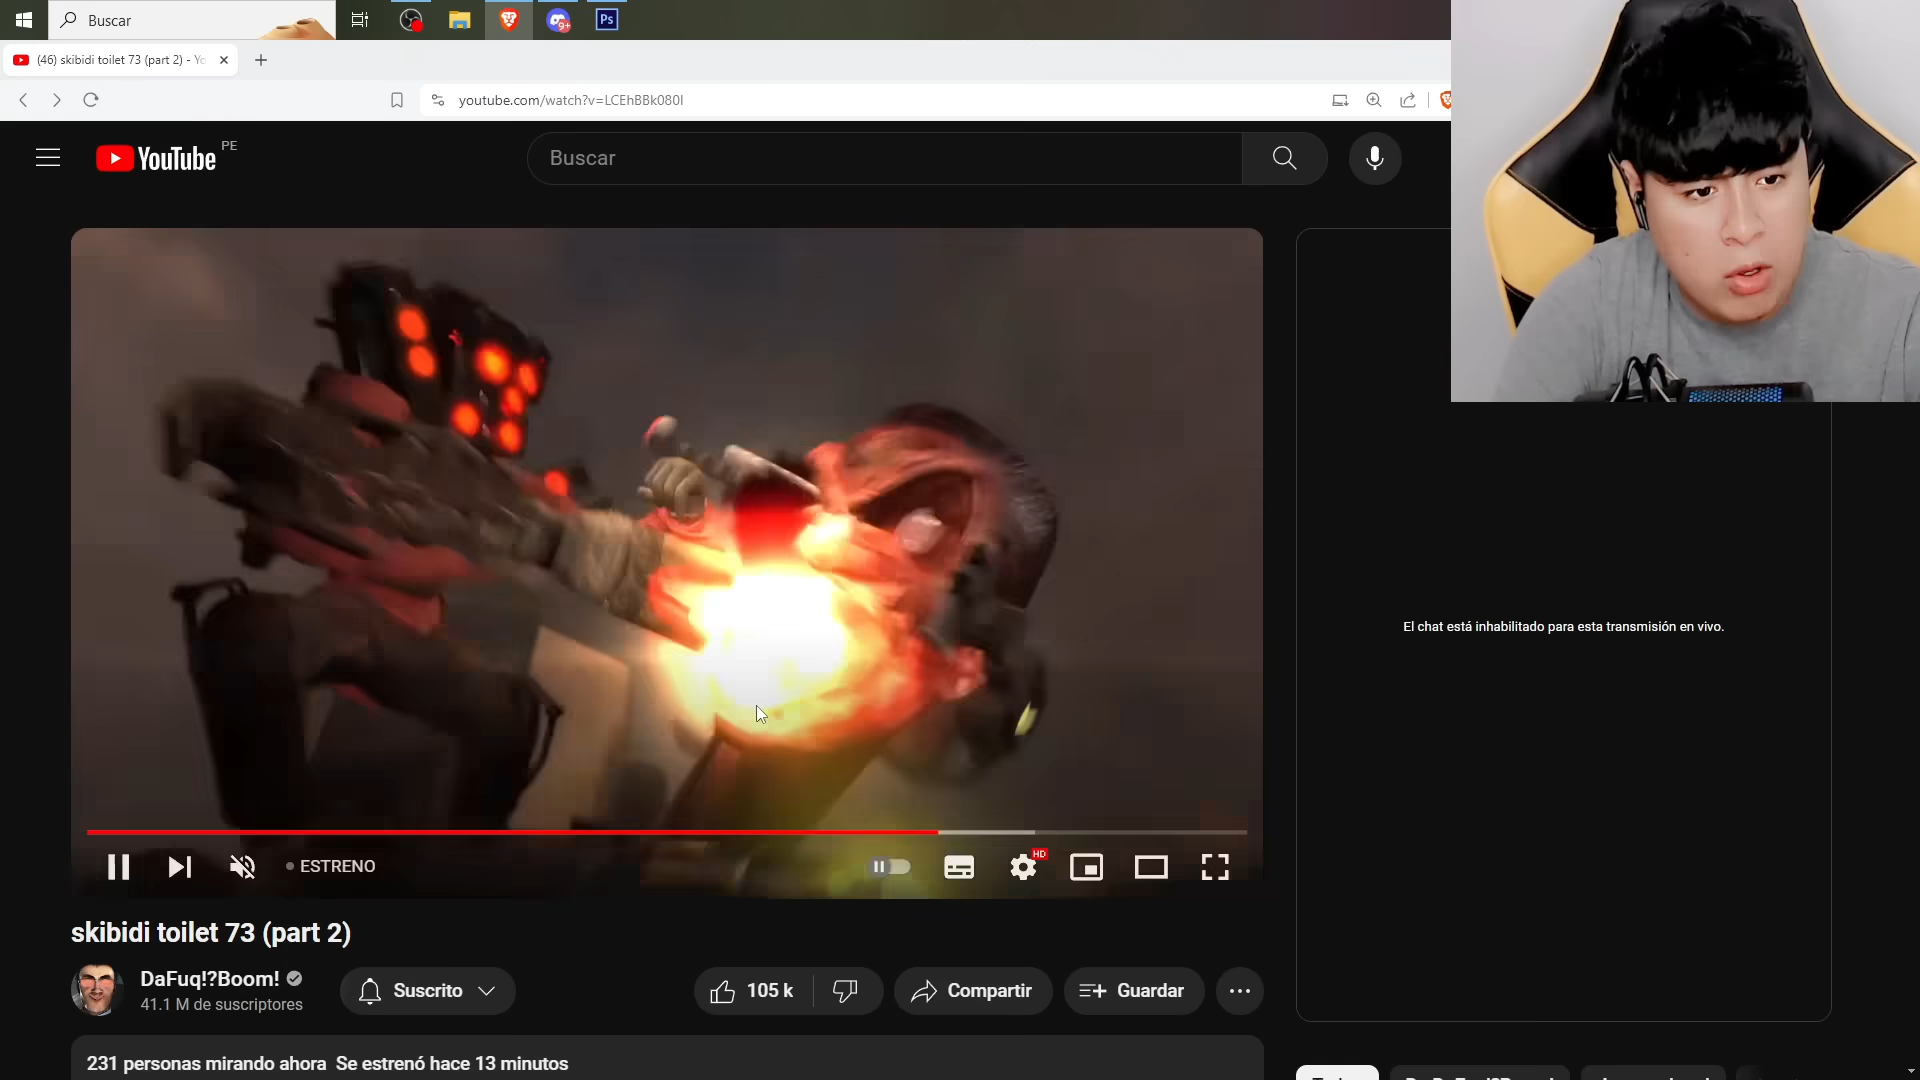 Buscar
Ps
9+
(46) skibidi toilet 73 (part 2) - Yo
youtube.com/watch?v=LCEhBBk080I
YouTube PE
Buscar
El chat está inhabilitado para esta transmisión en vivo.
ESTRENO
HD
skibidi toilet 73 (part 2)
DaFuq!?Boom!
41.1 M de suscriptores
Suscrito
105 k
Compartir
Guardar
231 personas mirando ahora Se estrenó hace 13 minutos